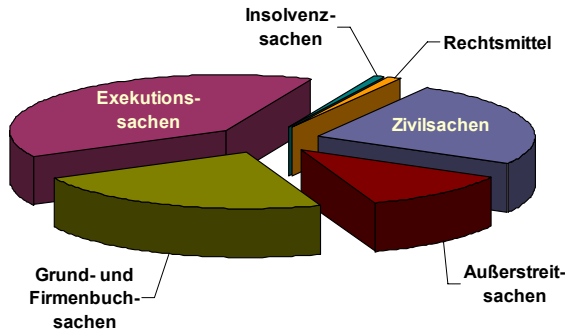 Insolvenz-
sachen
Rechtsmittel
Exekutions-
sachen
Zivilsachen
Grund- und
Firmenbuch-
sachen
Außerstreit-
sachen